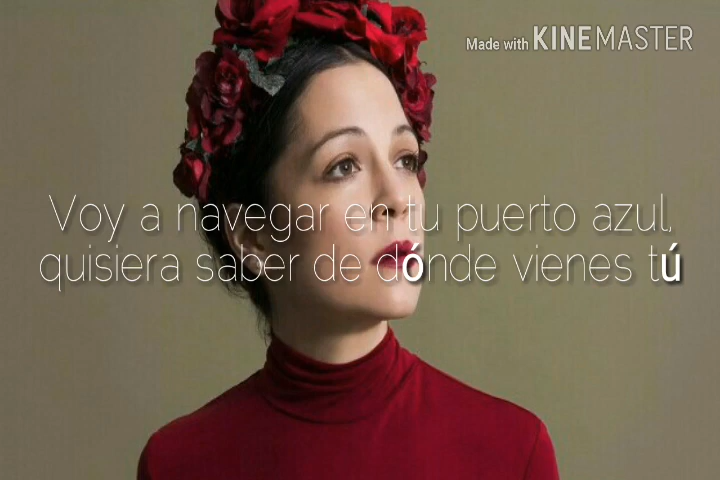 Made with KINEMASTER
Voy a navegar en tu puerto azul,
quisiera saber de dónde vienes tú